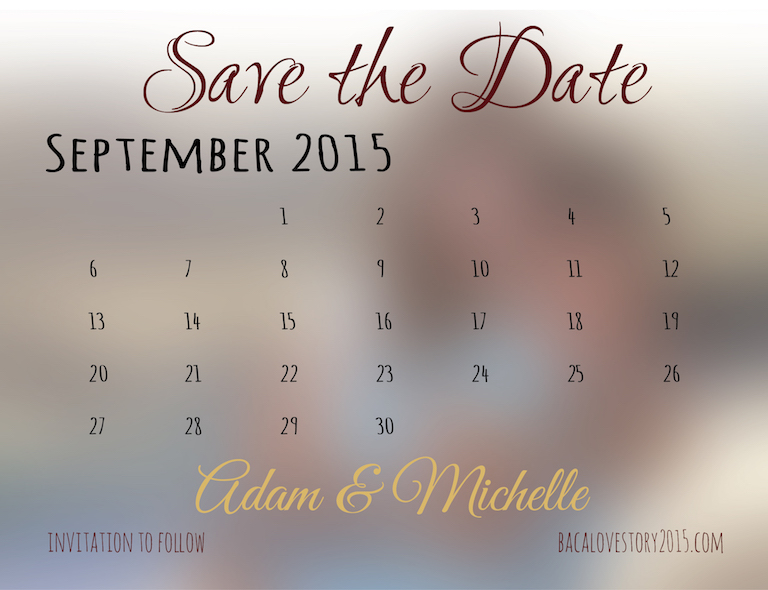 Save the Date
September 2015
1 2 3 4 5
6 7 8 9 10 11 12
13 14 15 16 17 18 19
20 21 22 23 24 25 26
27 28 29 30
Adam & Michelle
INVITATION TO FOLLOW BACALOVESTORY2015.COM